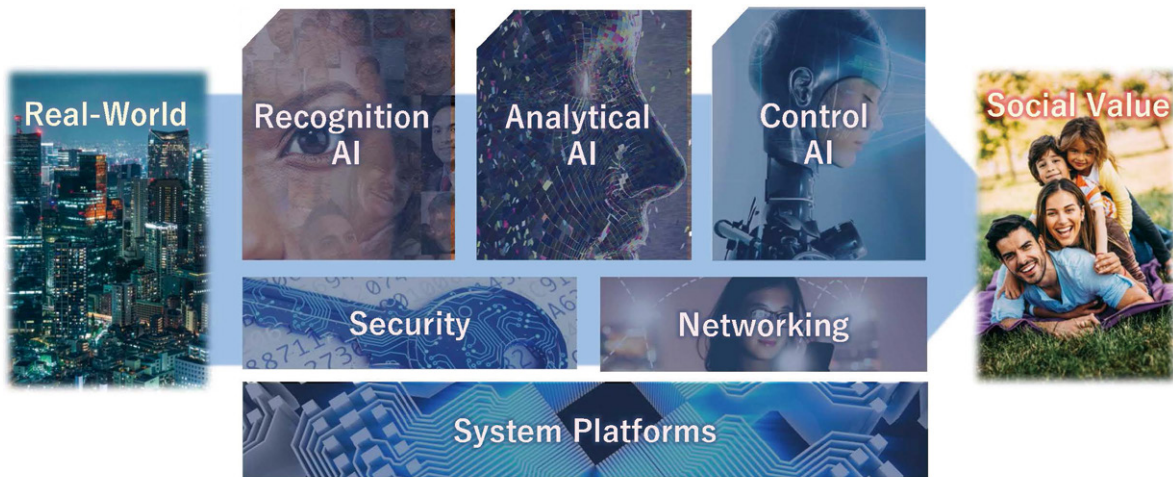 Real-World
Recognition
AI
Analytical
AI
Control
AI
Social Value
Security
Networking
System Platforms